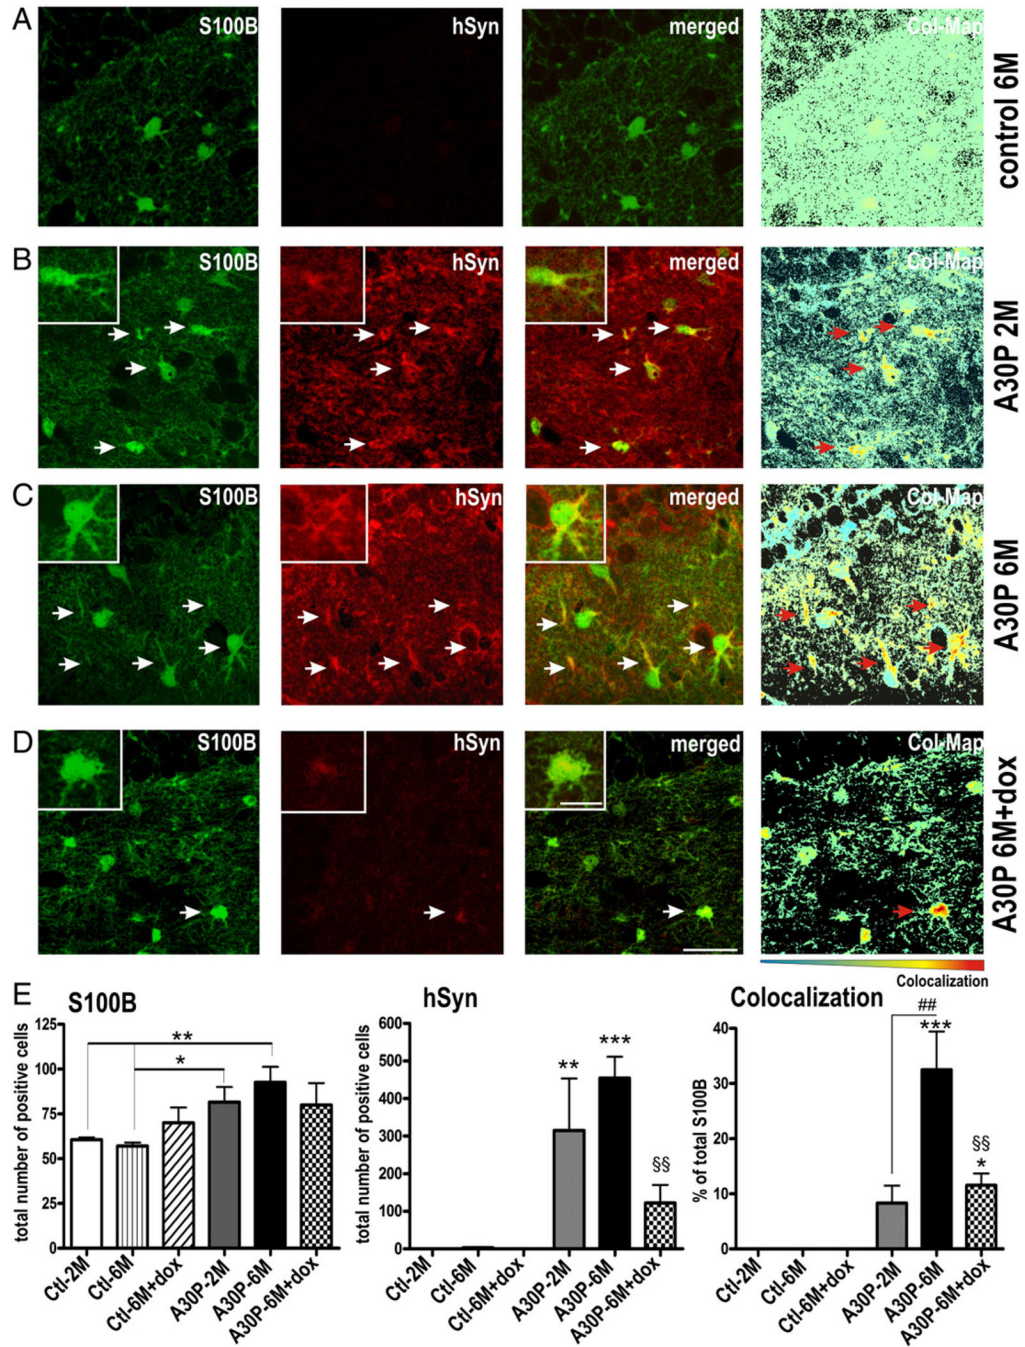 A
S100B
hSyn
merged
Col-Map
control 6M
B
S100B
hSyn
merged
Col-Map
A30P 2M
C
S100B
hSyn
merged
Col-Map
A30P 6M
D
S100B
hSyn
merged
Col-Map
A30P 6M+dox
Colocalization
E
S100B
total number of positive cells
125
100
75
50
25
0
**
*
Ctl-2M
Ctl-6M
Ctl-6M+dox
A30P-2M
A30P-6M
A30P-6M+dox
hSyn
total number of positive cells
600
500
400
300
200
100
0
**
***
§§
Ctl-2M
Ctl-6M
Ctl-6M+dox
A30P-2M
A30P-6M
A30P-6M+dox
Colocalization
% of total S100B
40
30
20
10
0
##
***
§§
*
Ctl-2M
Ctl-6M
Ctl-6M+dox
A30P-2M
A30P-6M
A30P-6M+dox